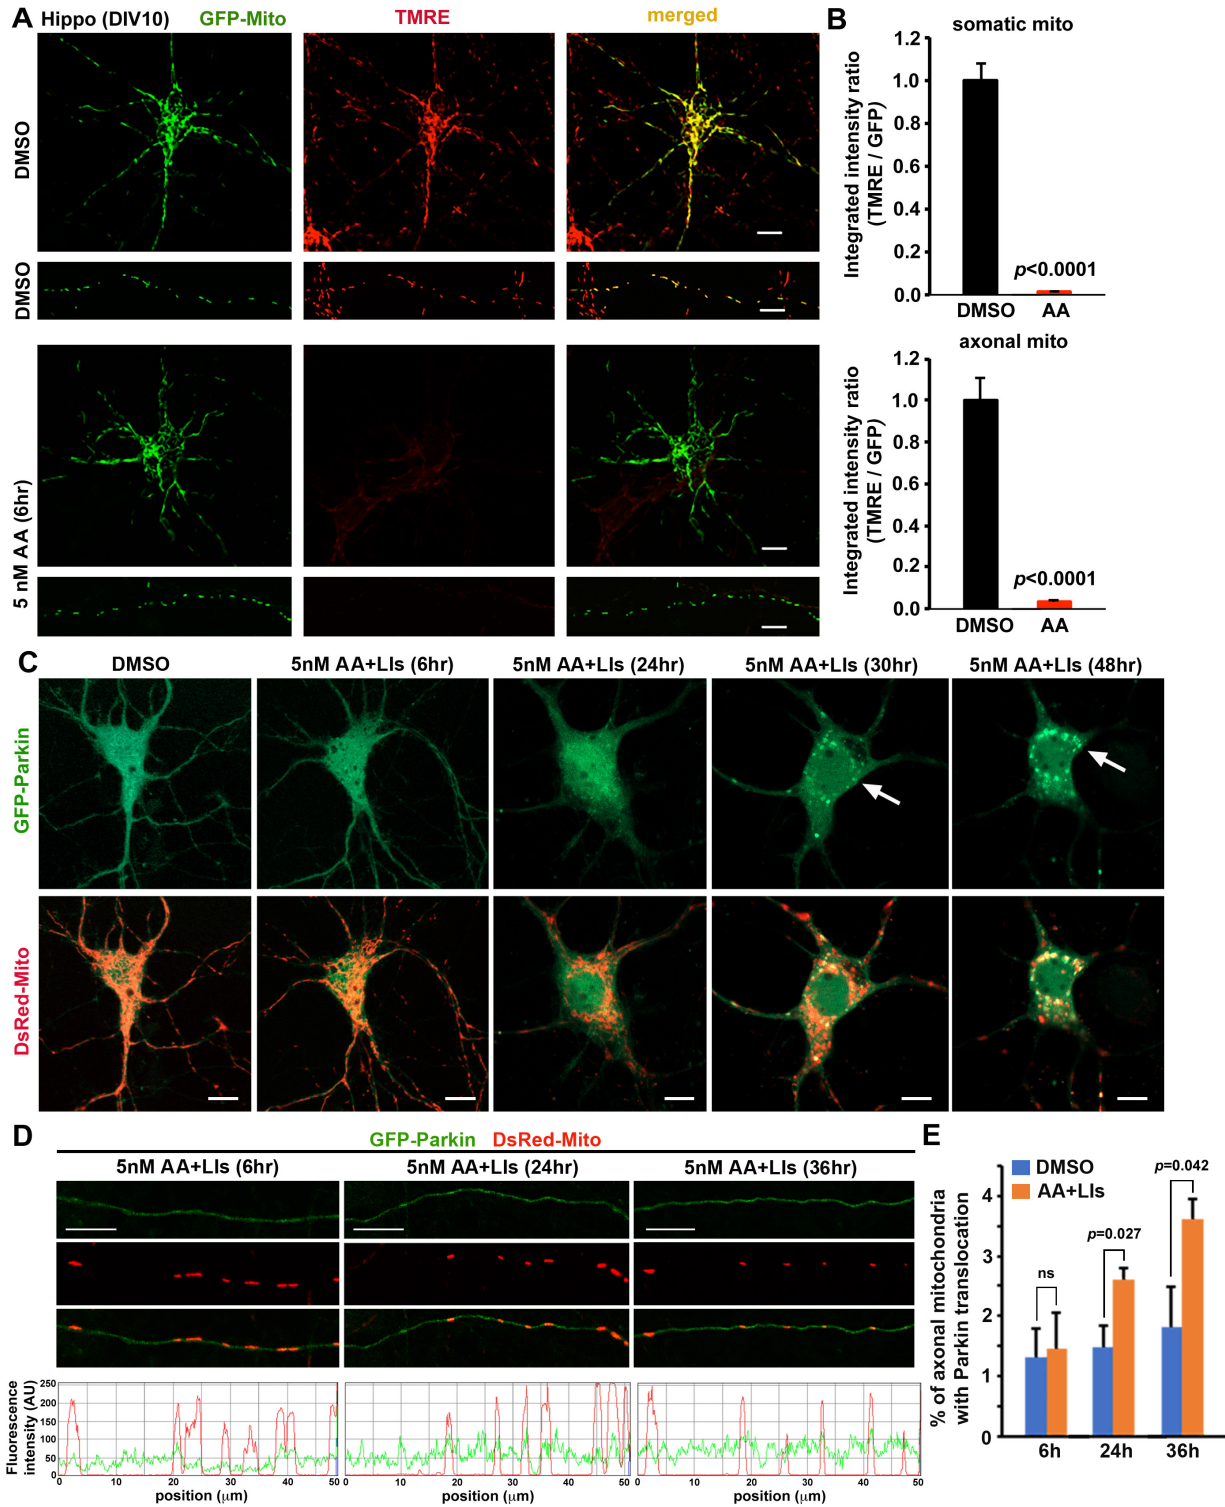 A Hippo (DIV10) GFP-Mito TMRE merged
DMSO
DMSO
5 nM AA (6hr)
B
somatic mito
Integrated intensity ratio
(TMRE / GFP)
1.2
1.0
0.8
0.6
0.4
0.2
0.0
p<0.0001
DMSO AA
axonal mito
Integrated intensity ratio
(TMRE / GFP)
1.2
1.0
0.8
0.6
0.4
0.2
0.0
p<0.0001
DMSO AA
C
DMSO 5nM AA+LIs (6hr) 5nM AA+LIs (24hr) 5nM AA+LIs (30hr) 5nM AA+LIs (48hr)
GFP-Parkin
DsRed-Mito
D
GFP-Parkin DsRed-Mito
5nM AA+LIs (6hr) 5nM AA+LIs (24hr) 5nM AA+LIs (36hr)
Fluorescence
intensity (AU)
250
200
150
100
50
0
0 10 20 30 40 50 0 10 20 30 40 50 0 10 20 30 40 50
position (μm) position (μm) position (μm)
E
DMSO
AA+LIs
% of axonal mitochondria
with Parkin translocation
4
3
2
1
0
ns
p=0.027
p=0.042
6h 24h 36h